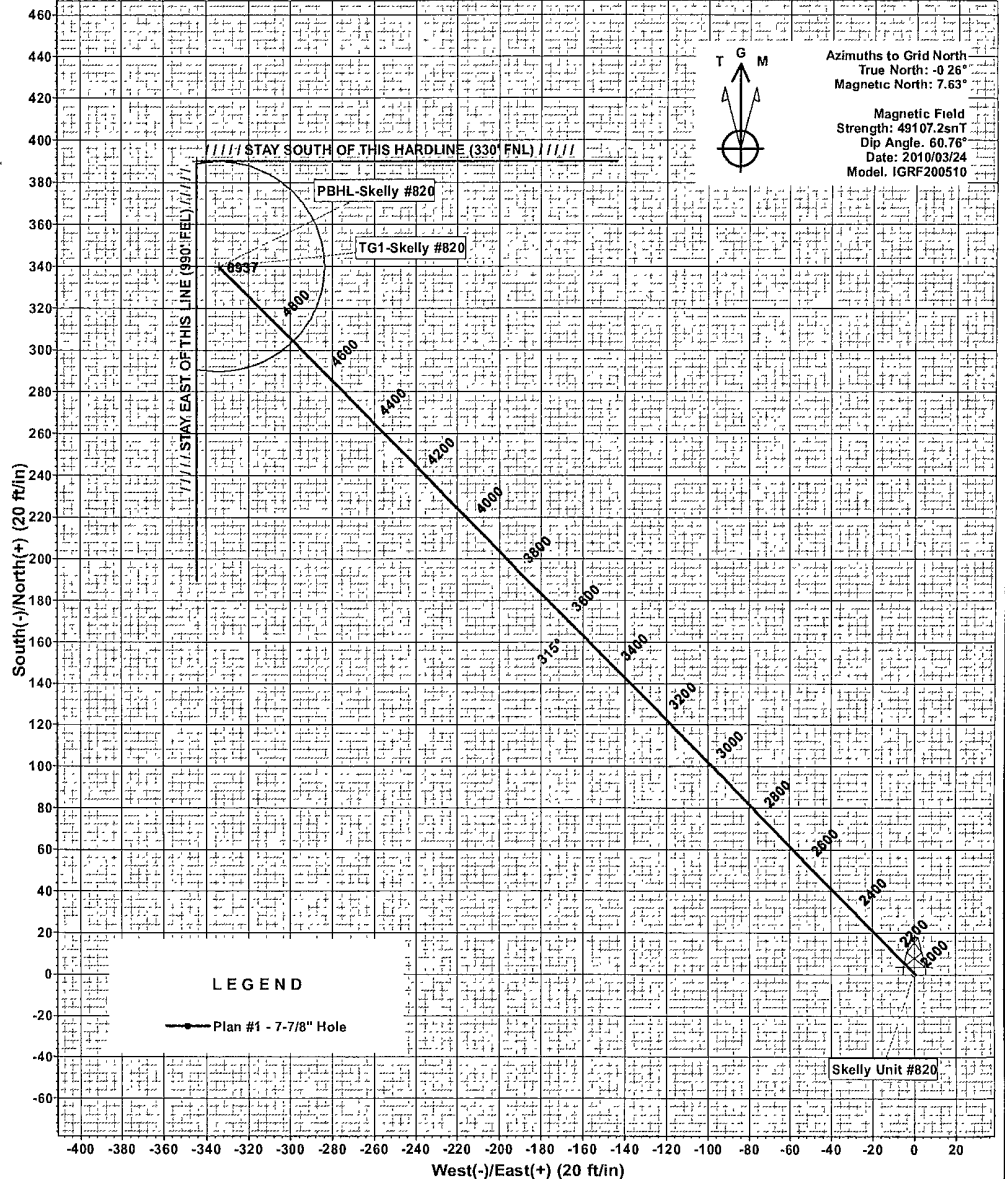 460
440
420
400
380
360
340
320
300
280
260
240
220
200
180
160
140
120
100
80
60
40
20
0
-20
-40
-60
South(-)/North(+) (20 ft/in)
T G M
Azimuths to Grid North
True North: -0 26°
Magnetic North: 7.63°
Magnetic Field
Strength: 49107.2snT
Dip Angle. 60.76°
Date: 2010/03/24
Model. IGRF200510
///// STAY SOUTH OF THIS HARDLINE (330' FNL) /////
///// STAY EAST OF THIS LINE (990' FEL) /////
PBHL-Skelly #820
TG1-Skelly #820
6937
4800
4600
4400
4200
4000
3800
3600
315°
3400
3200
3000
2800
2600
2400
2200
2000
LEGEND
Plan #1 - 7-7/8" Hole
Skelly Unit #820
-400 -380 -360 -340 -320 -300 -280 -260 -240 -220 -200 -180 -160 -140 -120 -100 -80 -60 -40 -20 0 20
West(-)/East(+) (20 ft/in)